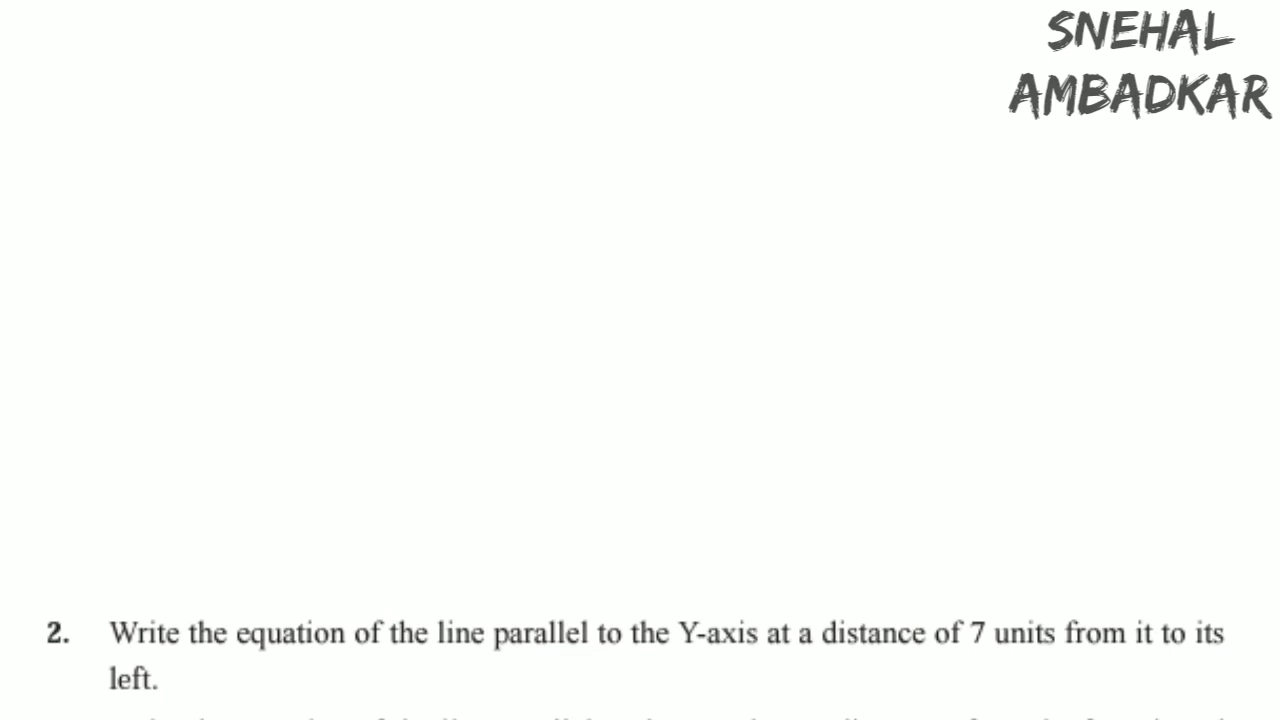 SNEHAL
AMBADKAR
2. Write the equation of the line parallel to the Y-axis at a distance of 7 units from it to its
left.